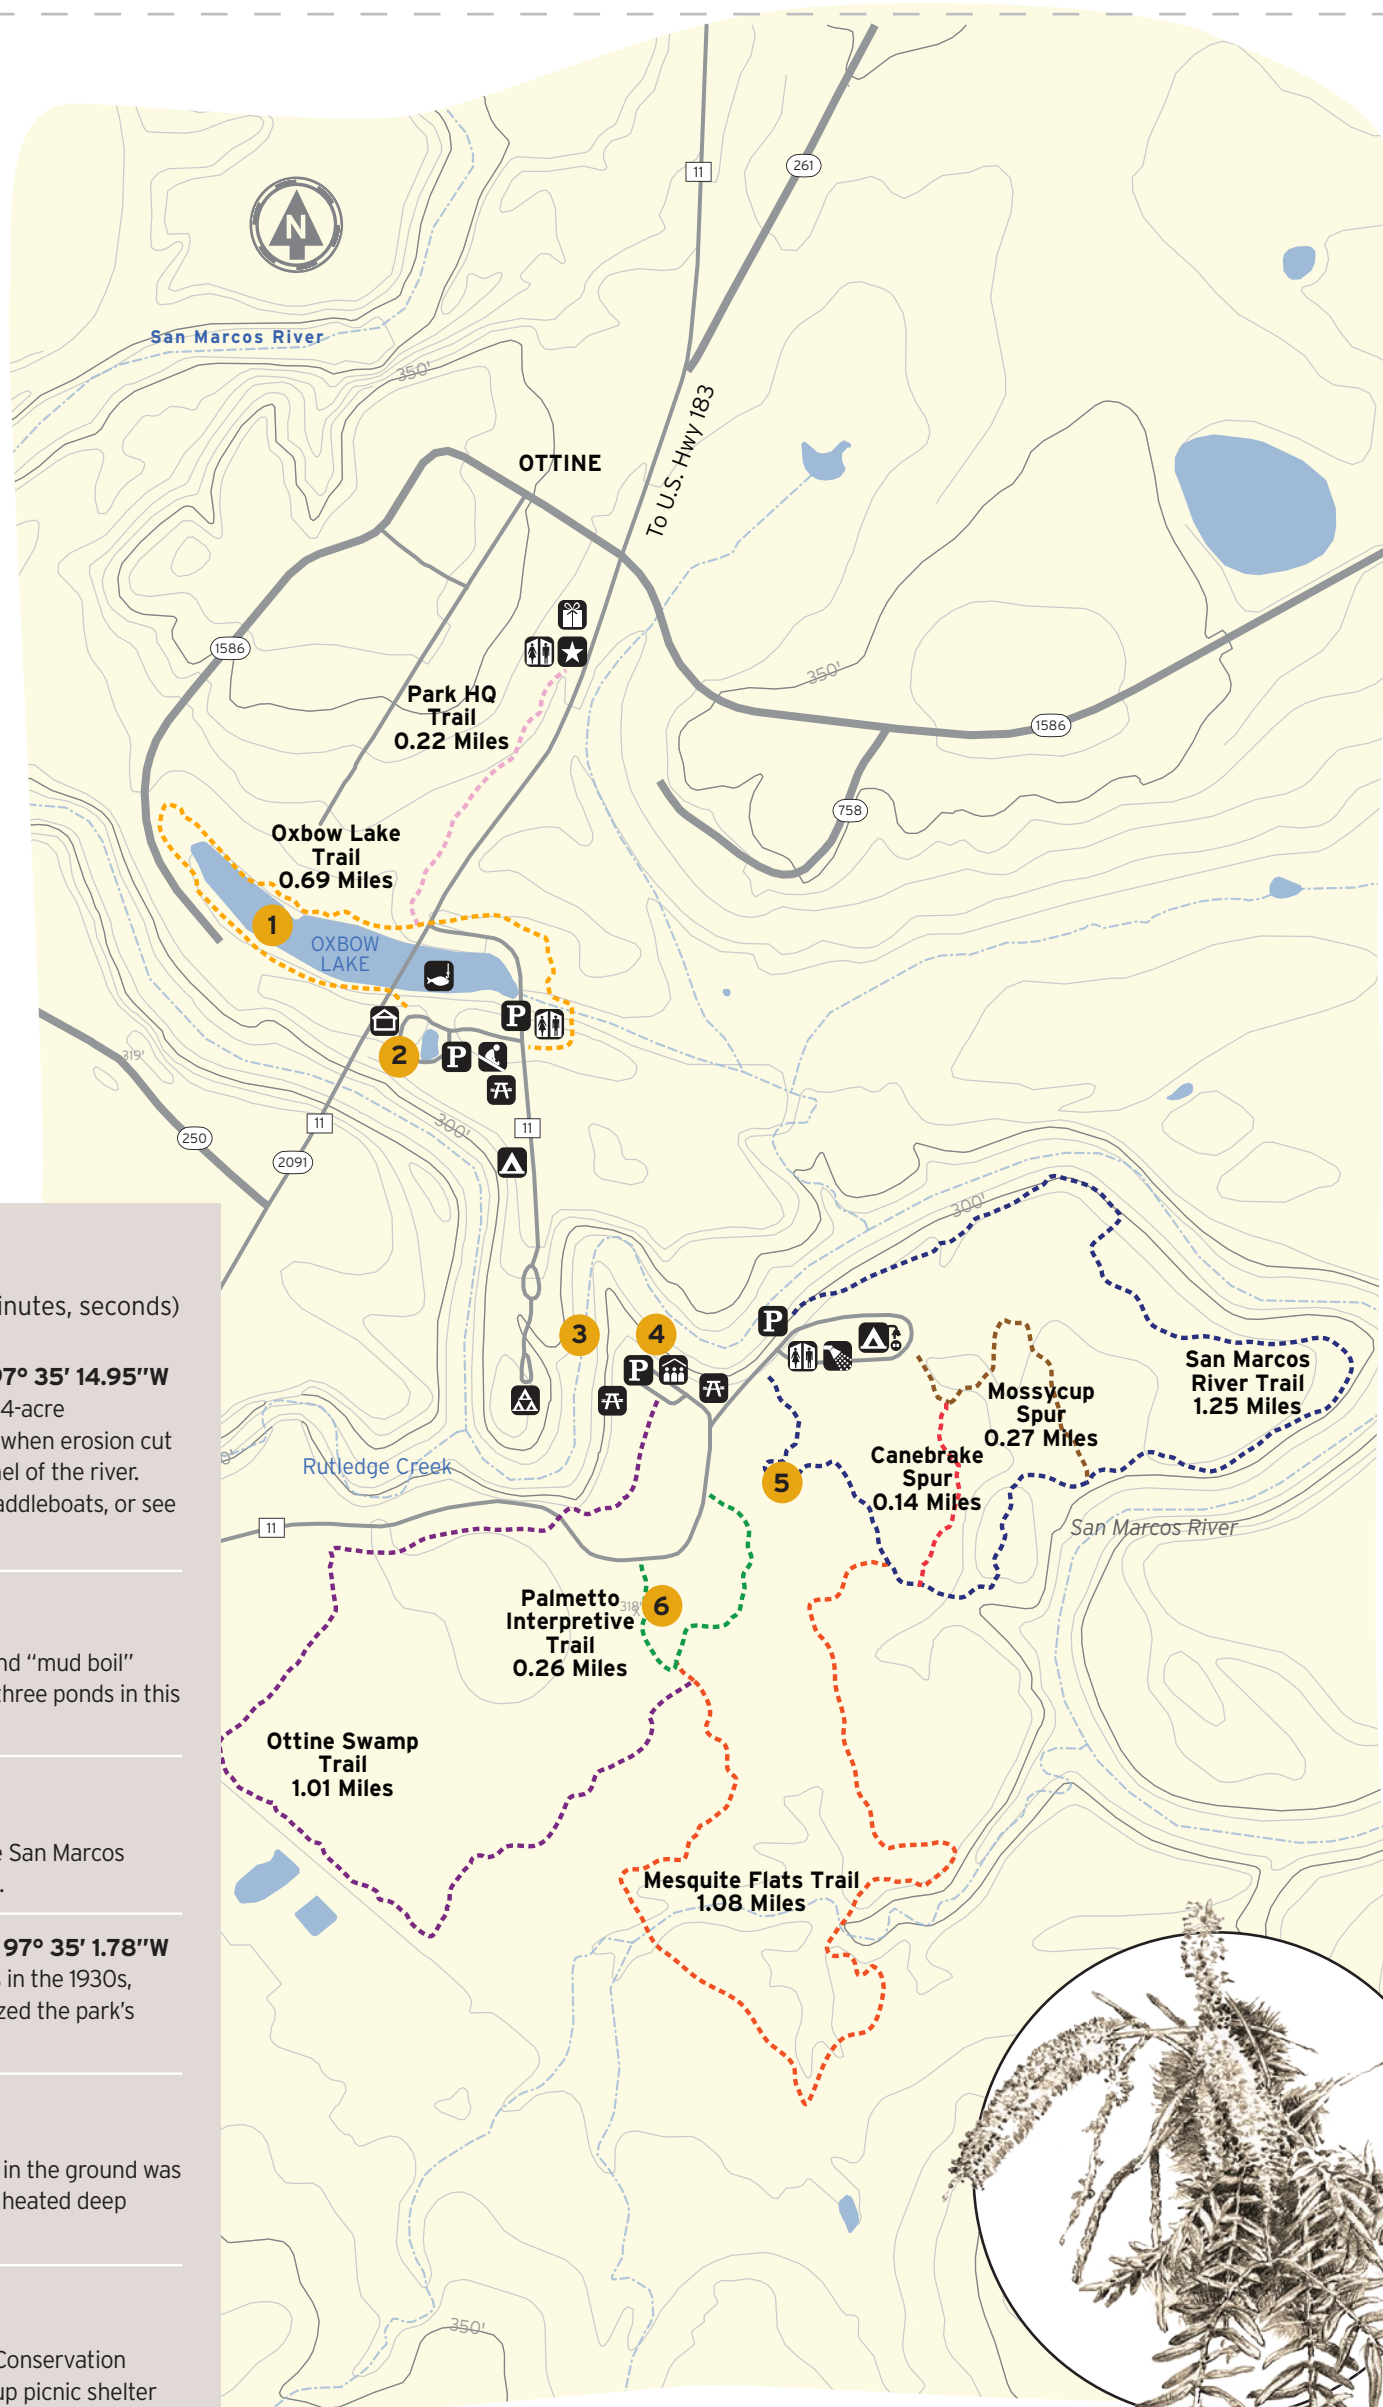 11
261
N
San Marcos River
350'
To U.S. Hwy 183
OTTINE
1586
350'
Park HQ
Trail
0.22 Miles
1586
758
Oxbow Lake
Trail
0.69 Miles
1
OXBOW
LAKE
P
2
P
319'
11
300'
11
250
2091
300'
inutes, seconds)
3
4
P
P
97° 35' 14.95"W
4-acre
when erosion cut
nel of the river.
addleboats, or see
San Marcos
River Trail
1.25 Miles
Mossycup
Spur
0.27 Miles
Canebrake
Spur
0.14 Miles
Rutledge Creek
5
San Marcos River
11
Palmetto
Interpretive
Trail
0.26 Miles
318'
X
6
nd "mud boil"
three ponds in this
Ottine Swamp
Trail
1.01 Miles
e San Marcos
.
Mesquite Flats Trail
1.08 Miles
97° 35' 1.78"W
s in the 1930s,
zed the park's
in the ground was
heated deep
350'
Conservation
up picnic shelter